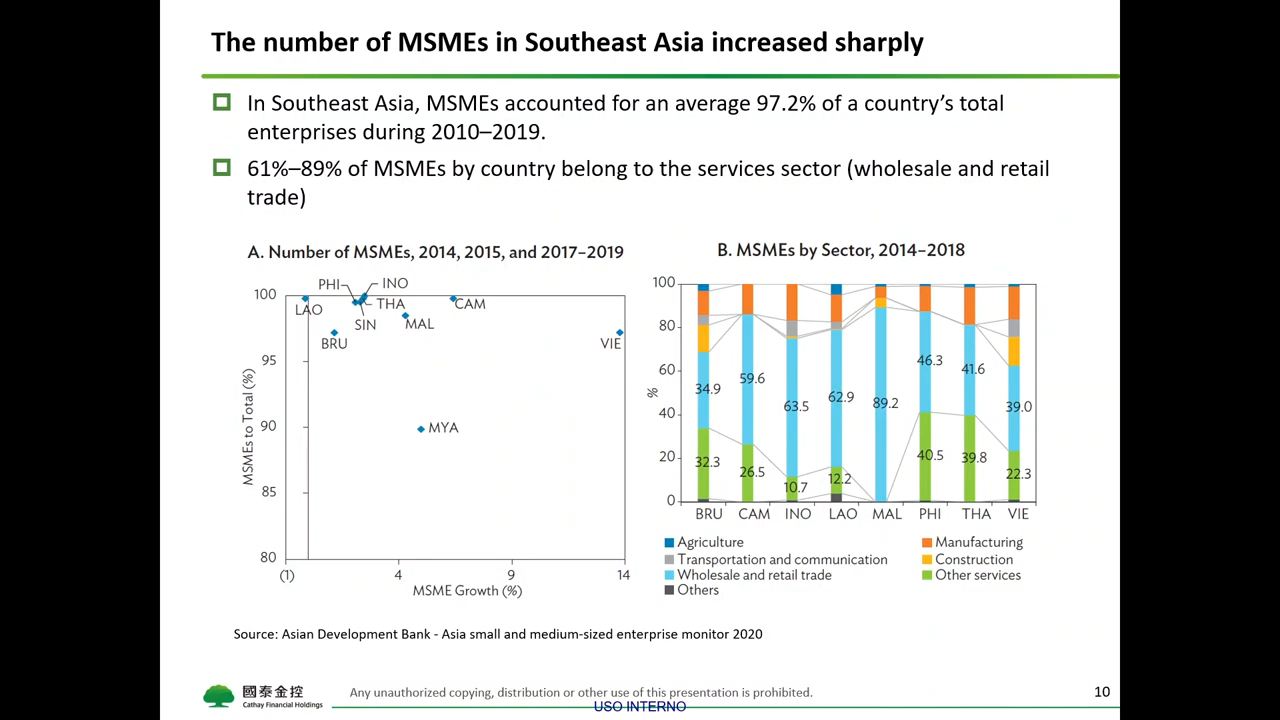 The number of MSMEs in Southeast Asia increased sharply
In Southeast Asia, MSMEs accounted for an average 97.2% of a country's total
enterprises during 2010–2019.
61%–89% of MSMEs by country belong to the services sector (wholesale and retail
trade)
A. Number of MSMEs, 2014, 2015, and 2017–2019
MSMEs to Total (%)
100
95
90
85
80
PHI
INO
LAO
THA
CAM
SIN
MAL
BRU
VIE
MYA
(1)
4
9
14
MSME Growth (%)
B. MSMEs by Sector, 2014–2018
%
100
80
60
40
20
0
34.9
59.6
63.5
62.9
89.2
46.3
41.6
39.0
32.3
26.5
10.7
12.2
40.5
39.8
22.3
BRU
CAM
INO
LAO
MAL
PHI
THA
VIE
Agriculture
Manufacturing
Transportation and communication
Construction
Wholesale and retail trade
Other services
Others
Source: Asian Development Bank - Asia small and medium-sized enterprise monitor 2020
國泰金控
Cathay Financial Holdings
Any unauthorized copying, distribution or other use of this presentation is prohibited.
USO INTERNO
10